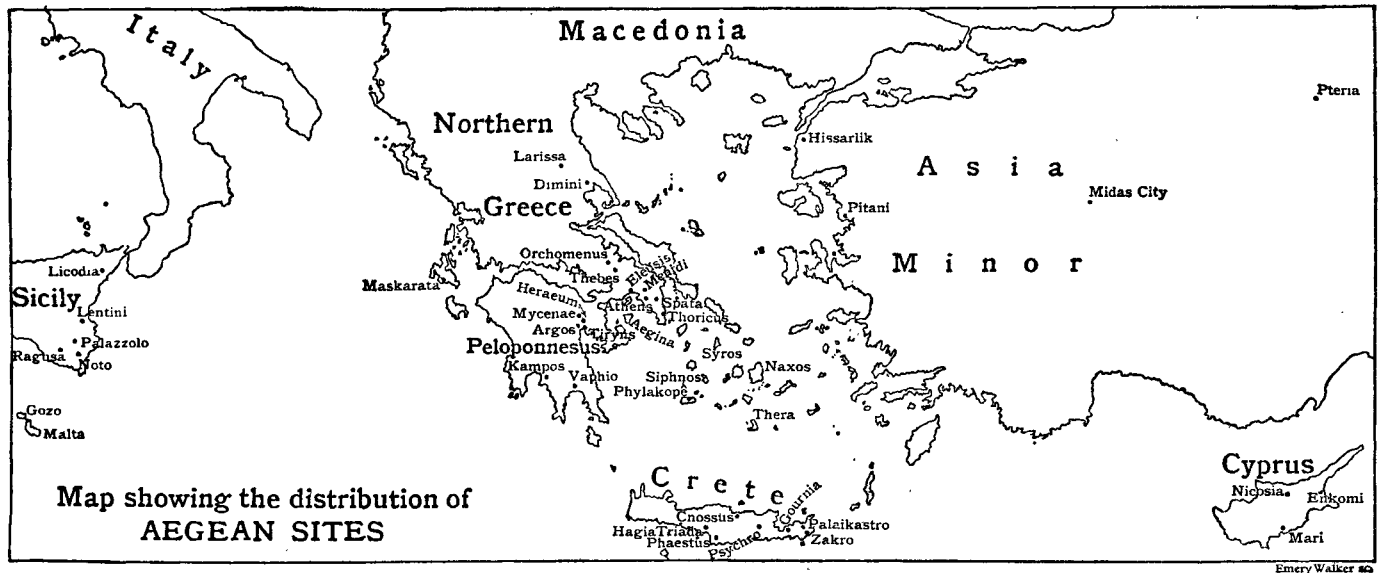 Italy
Macedonia
Pteria
Northern
Hissarlik
Larissa
Asia
Dimini
Midas City
Greece
Pitani
Orchomenus
Eleusis
Menidi
Minor
Licodia
Thebes
Maskarata
Sicily
Heraeum
Lentini
Mycenae
Athens
Spata
Thoricus
Argos
Tiryns
Aegina
Palazzolo
Peloponnesus
Ragusa
Noto
Syros
Kampos
Vaphio
Siphnos
Naxos
Phylakopê
Gozo
Thera
Malta
Crete
Cyprus
Map showing the distribution of
AEGEAN SITES
Nicosia
Enkomi
Gournia
Cnossus
Palaikastro
Hagia Triada
Phaestus
Psychro
Zakro
Mari
Emery Walker sc.